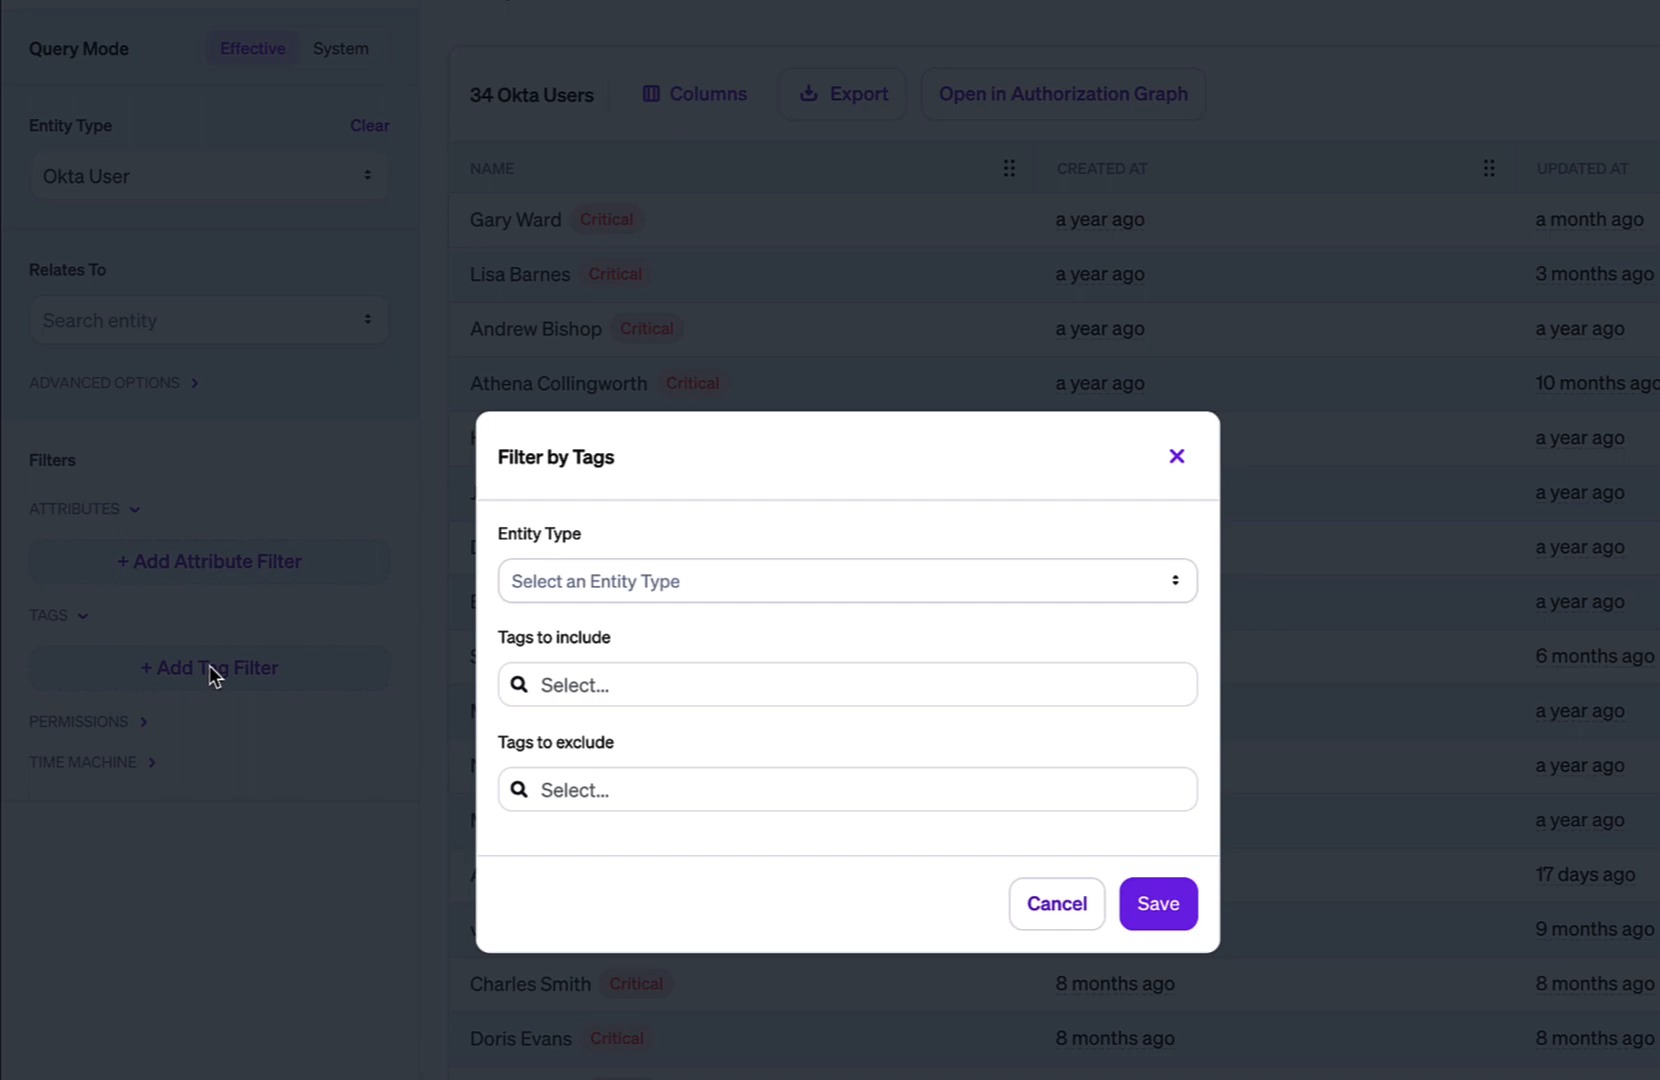 Query Mode
Effective
System
Entity Type
Clear
Okta User
Relates To
Search entity
ADVANCED OPTIONS
Filters
ATTRIBUTES
+ Add Attribute Filter
TAGS
+ Add Tag Filter
PERMISSIONS
TIME MACHINE
34 Okta Users
Columns
Export
Open in Authorization Graph
NAME CREATED AT UPDATED AT
Gary Ward Critical a year ago a month ago
Lisa Barnes Critical a year ago 3 months ago
Andrew Bishop Critical a year ago a year ago
Athena Collingworth Critical a year ago 10 months ago
a year ago
a year ago
a year ago
a year ago
6 months ago
a year ago
a year ago
a year ago
17 days ago
9 months ago
Charles Smith Critical 8 months ago 8 months ago
Doris Evans Critical 8 months ago 8 months ago
Filter by Tags
Entity Type
Select an Entity Type
Tags to include
Select...
Tags to exclude
Select...
Cancel
Save